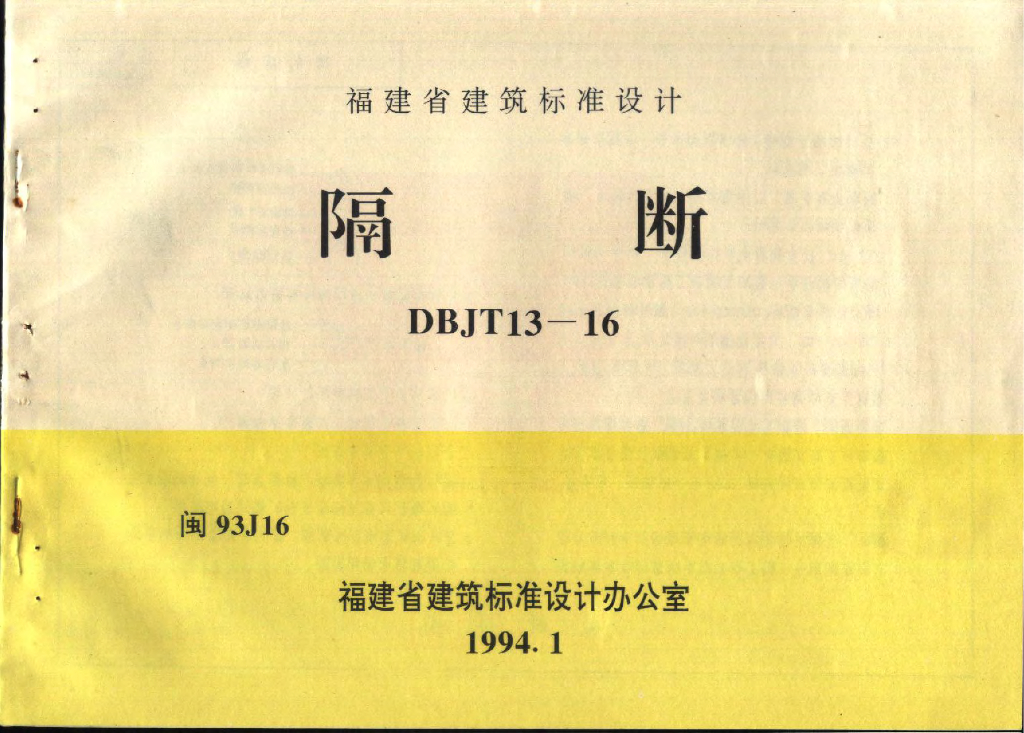 福建省建筑标准设计
隔 断
DBJT13—16
闽 93J16
福建省建筑标准设计办公室
1994. 1